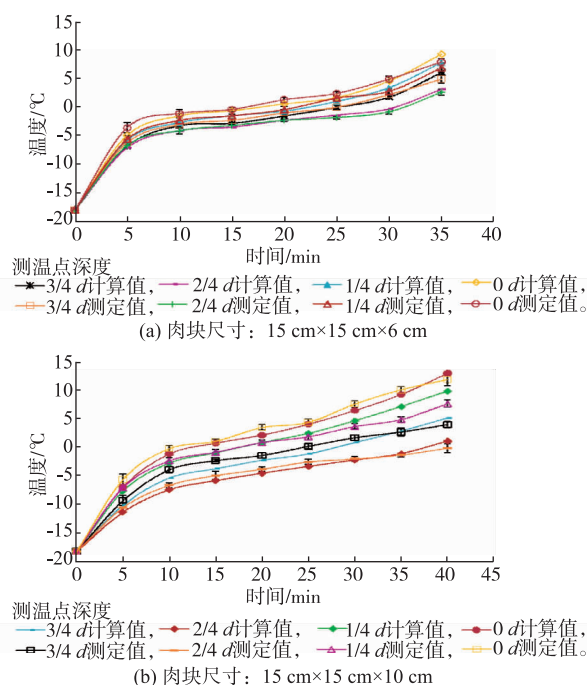 15
10
5
0
-5
-10
-15
-20
温度/℃
0 5 10 15 20 25 30 35 40
时间/min
测温点深度
3/4 d计算值， 2/4 d计算值， 1/4 d计算值， 0 d计算值，
3/4 d测定值， 2/4 d测定值， 1/4 d测定值， 0 d测定值。
(a) 肉块尺寸：15 cm×15 cm×6 cm
15
10
5
0
-5
-10
-15
-20
温度/℃
0 5 10 15 20 25 30 35 40 45
时间/min
测温点深度
3/4 d计算值， 2/4 d计算值， 1/4 d计算值， 0 d计算值，
3/4 d测定值， 2/4 d测定值， 1/4 d测定值， 0 d测定值。
(b) 肉块尺寸：15 cm×15 cm×10 cm